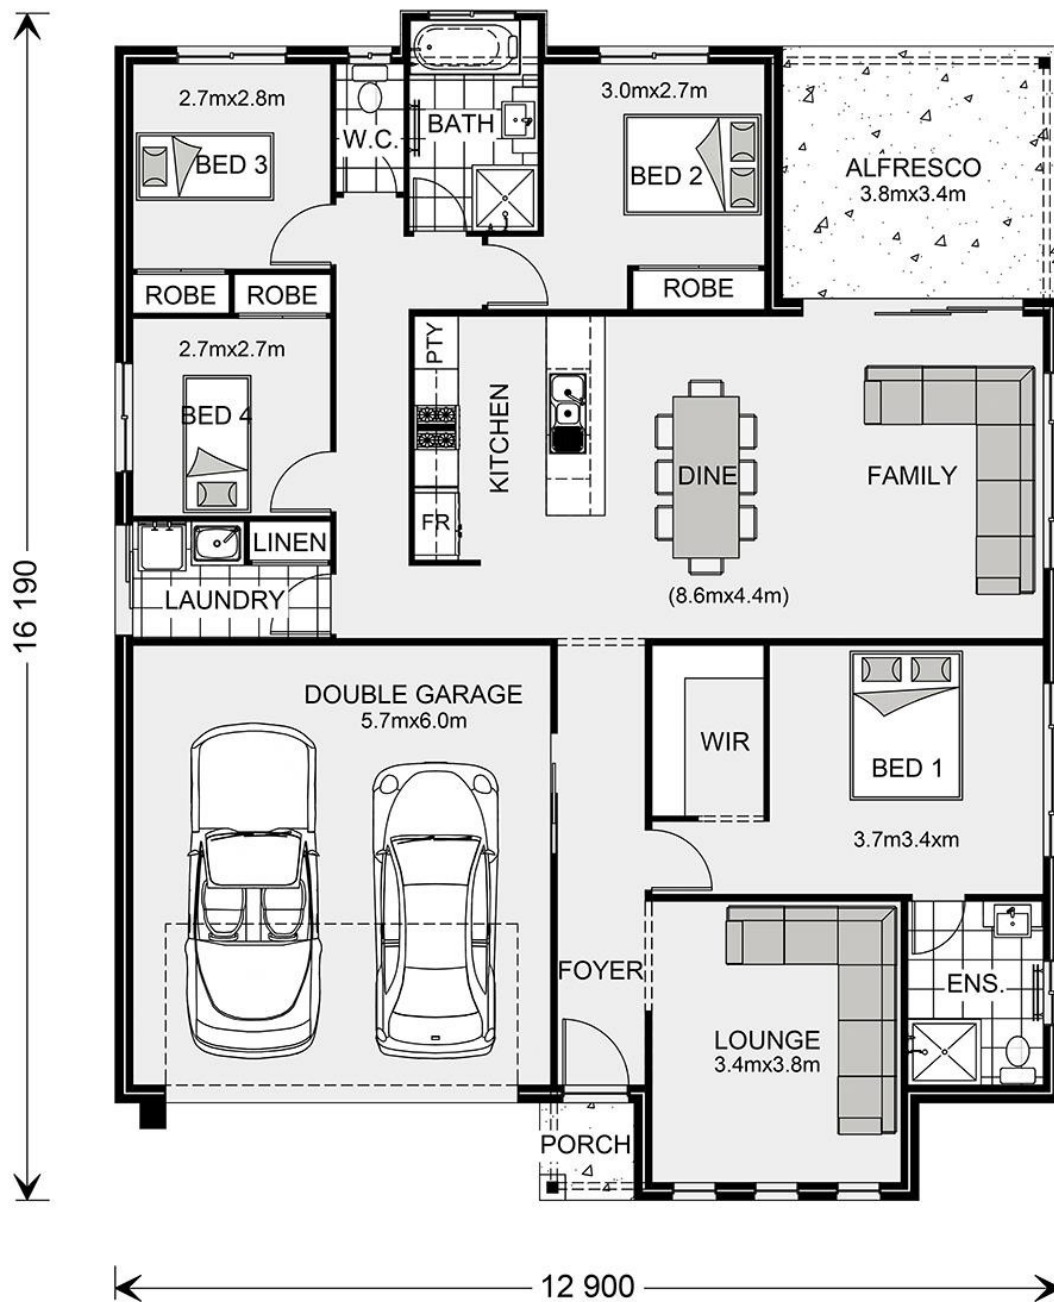 2.7mx2.8m
BED 3
W.C.
BATH
3.0mx2.7m
BED 2
ALFRESCO
3.8mx3.4m
ROBE
ROBE
ROBE
2.7mx2.7m
BED 4
PTY
KITCHEN
FR
DINE
FAMILY
(8.6mx4.4m)
LINEN
LAUNDRY
16 190
DOUBLE GARAGE
5.7mx6.0m
WIR
BED 1
3.7m3.4xm
FOYER
ENS.
LOUNGE
3.4mx3.8m
PORCH
12 900